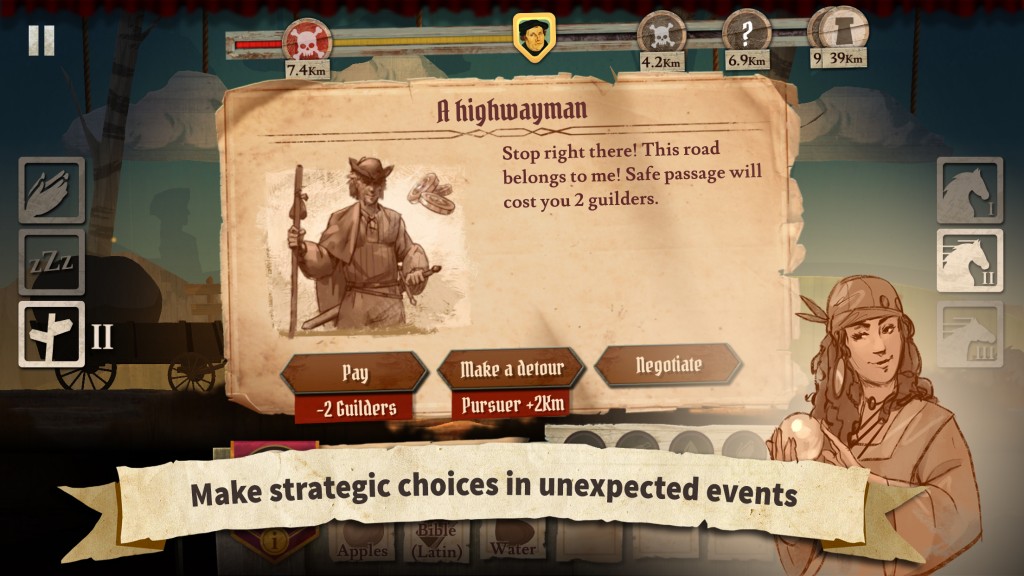 7.4Km
4.2Km
?
6.9Km
9
39Km
A highwayman
Stop right there! This road
belongs to me! Safe passage will
cost you 2 guilders.
zZz
I
II
II
III
Pay
Make a detour
Negotiate
-2 Guilders
Pursuer +2Km
Make strategic choices in unexpected events
i
Apples
Bible
(Latin)
Water